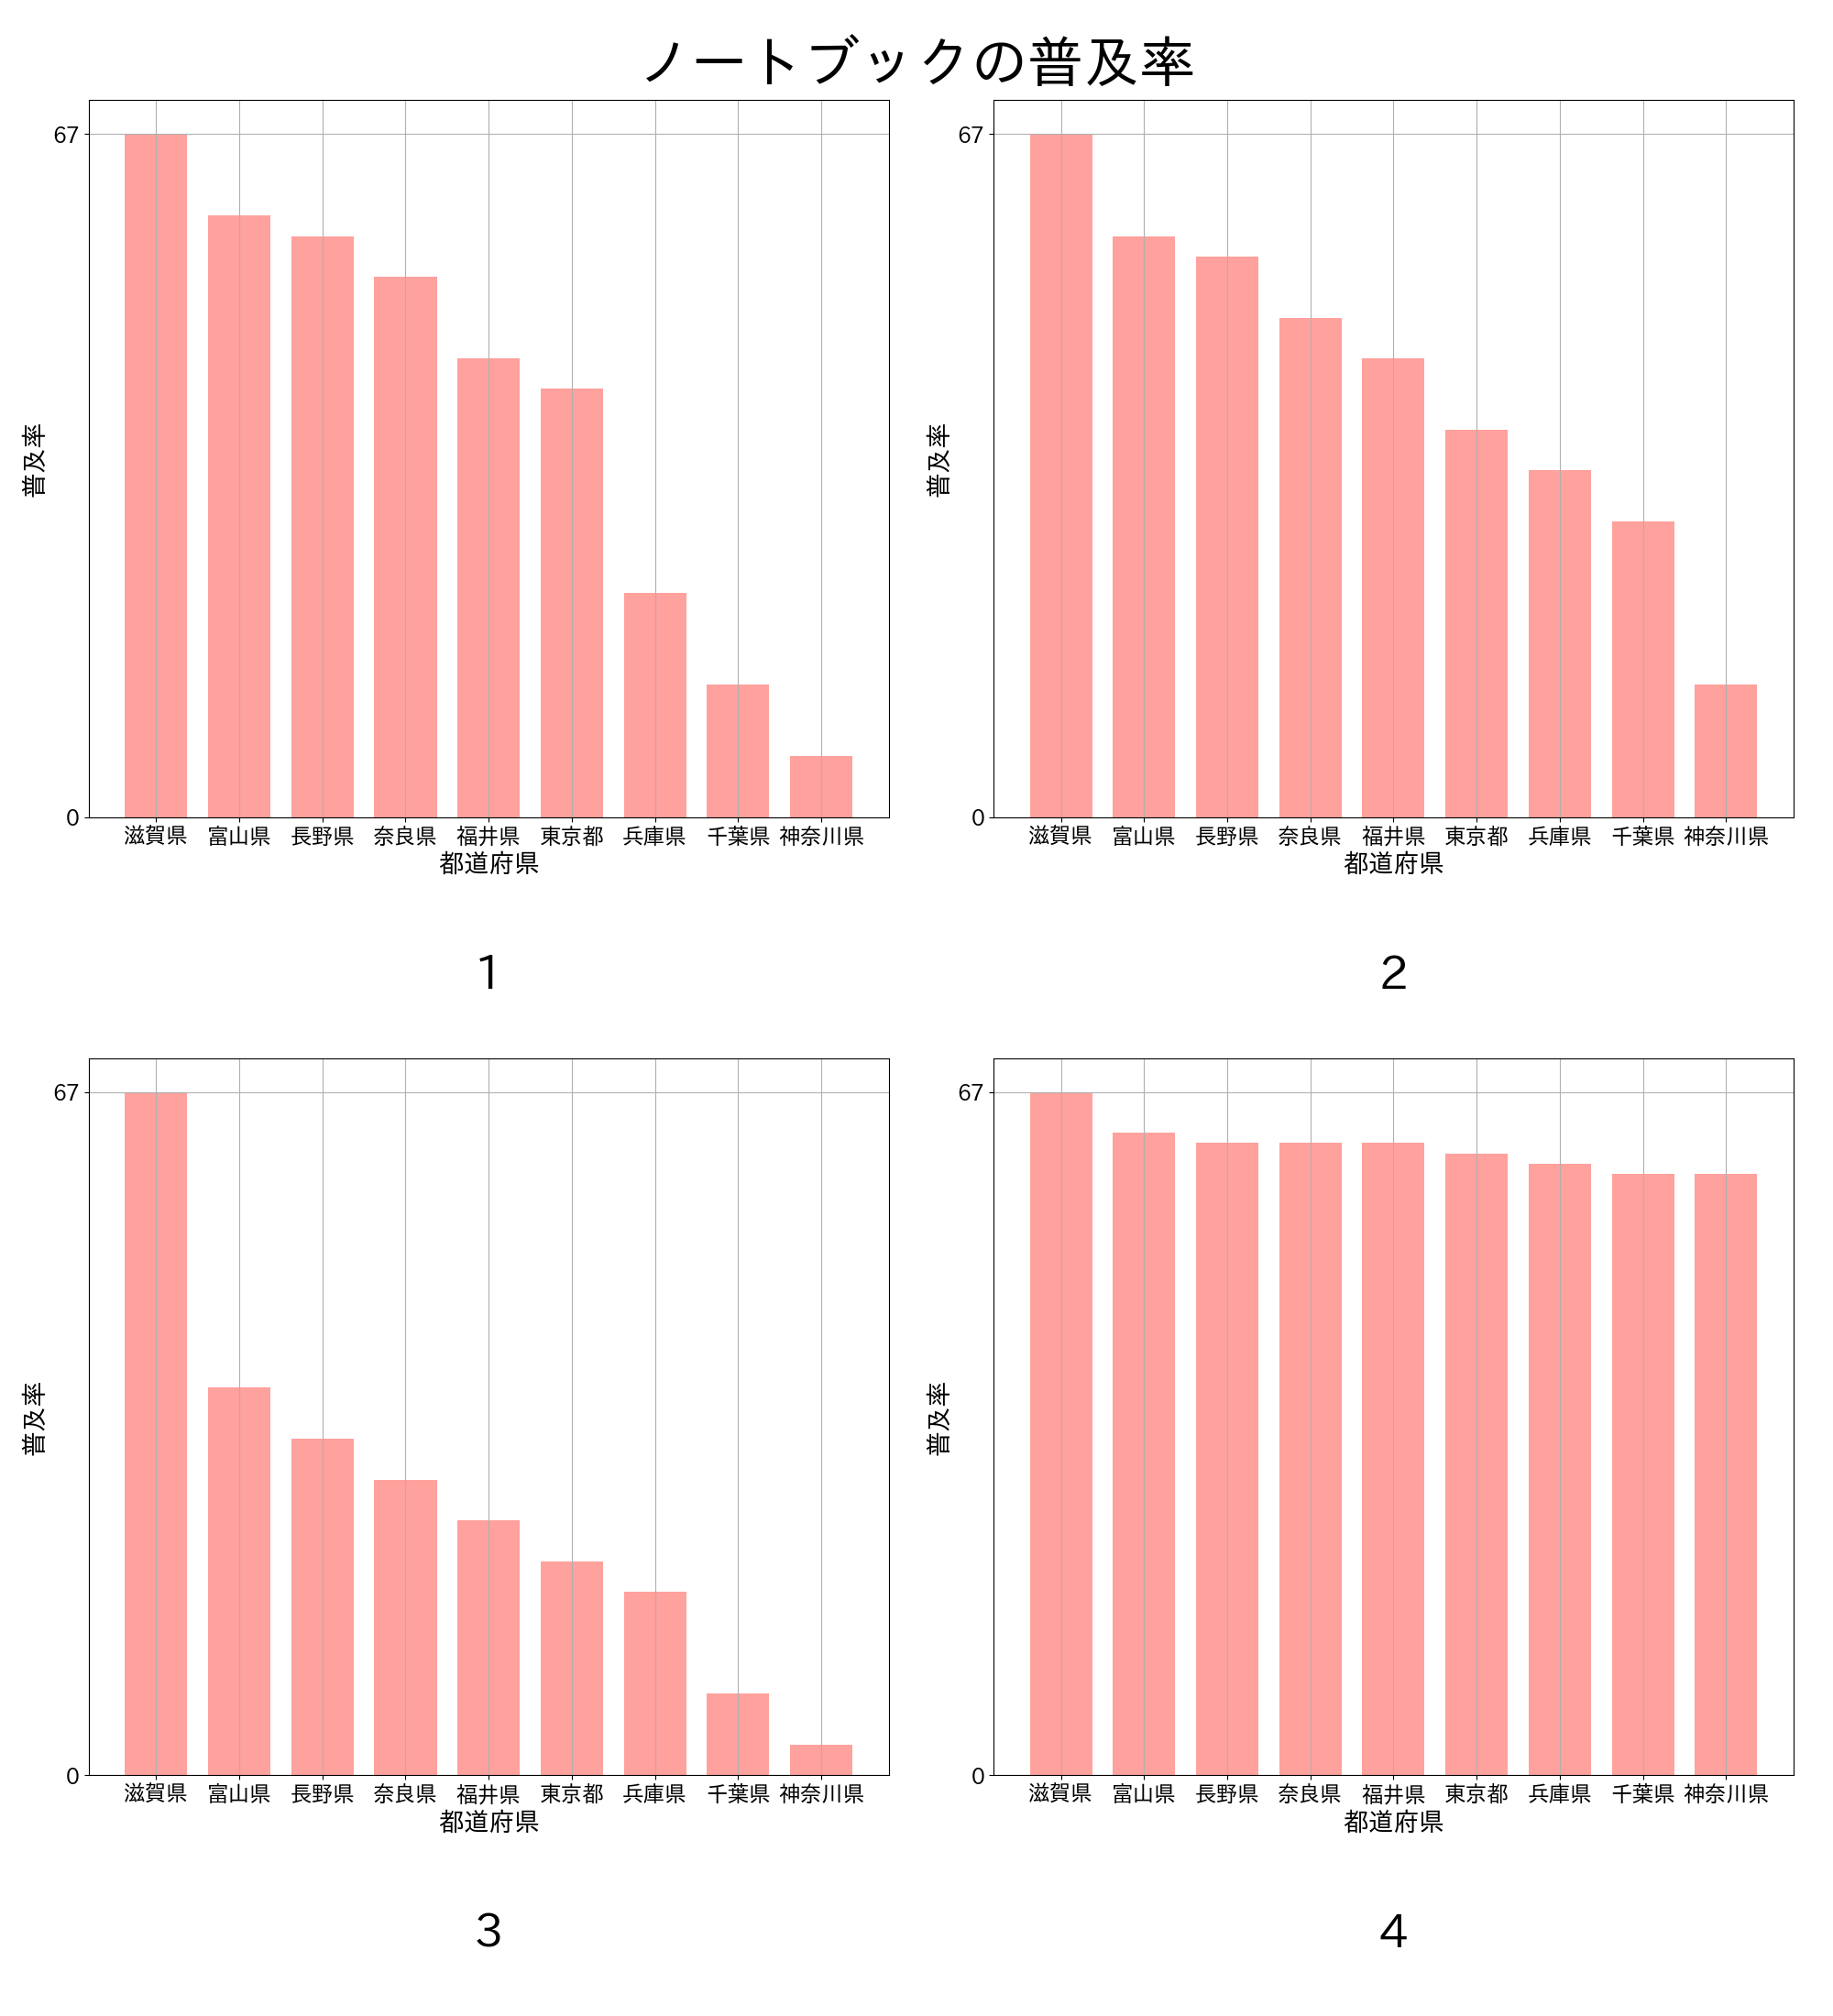 ノートブックの普及率
67
0
普及率
滋賀県 富山県 長野県 奈良県 福井県 東京都 兵庫県 千葉県 神奈川県
都道府県
1
67
0
普及率
滋賀県 富山県 長野県 奈良県 福井県 東京都 兵庫県 千葉県 神奈川県
都道府県
2
67
0
普及率
滋賀県 富山県 長野県 奈良県 福井県 東京都 兵庫県 千葉県 神奈川県
都道府県
3
67
0
普及率
滋賀県 富山県 長野県 奈良県 福井県 東京都 兵庫県 千葉県 神奈川県
都道府県
4